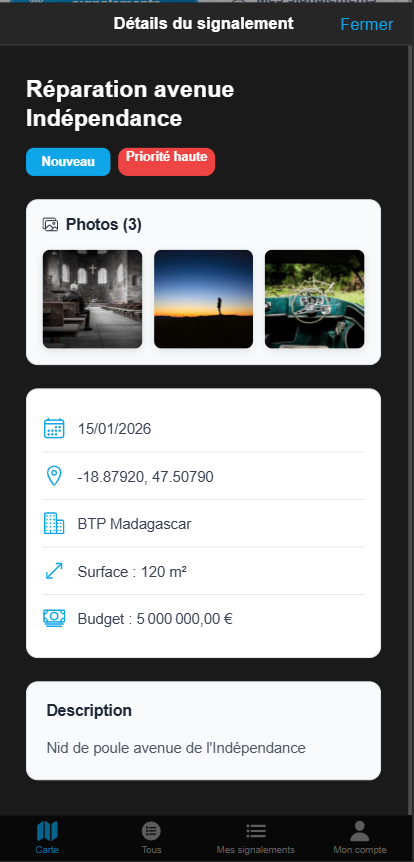 Détails du signalement
Fermer
Réparation avenue
Indépendance
Nouveau
Priorité haute
Photos (3)
15/01/2026
-18.87920, 47.50790
BTP Madagascar
Surface : 120 m²
Budget : 5 000 000,00 €
Description
Nid de poule avenue de l'Indépendance
Carte
Tous
Mes signalements
Mon compte